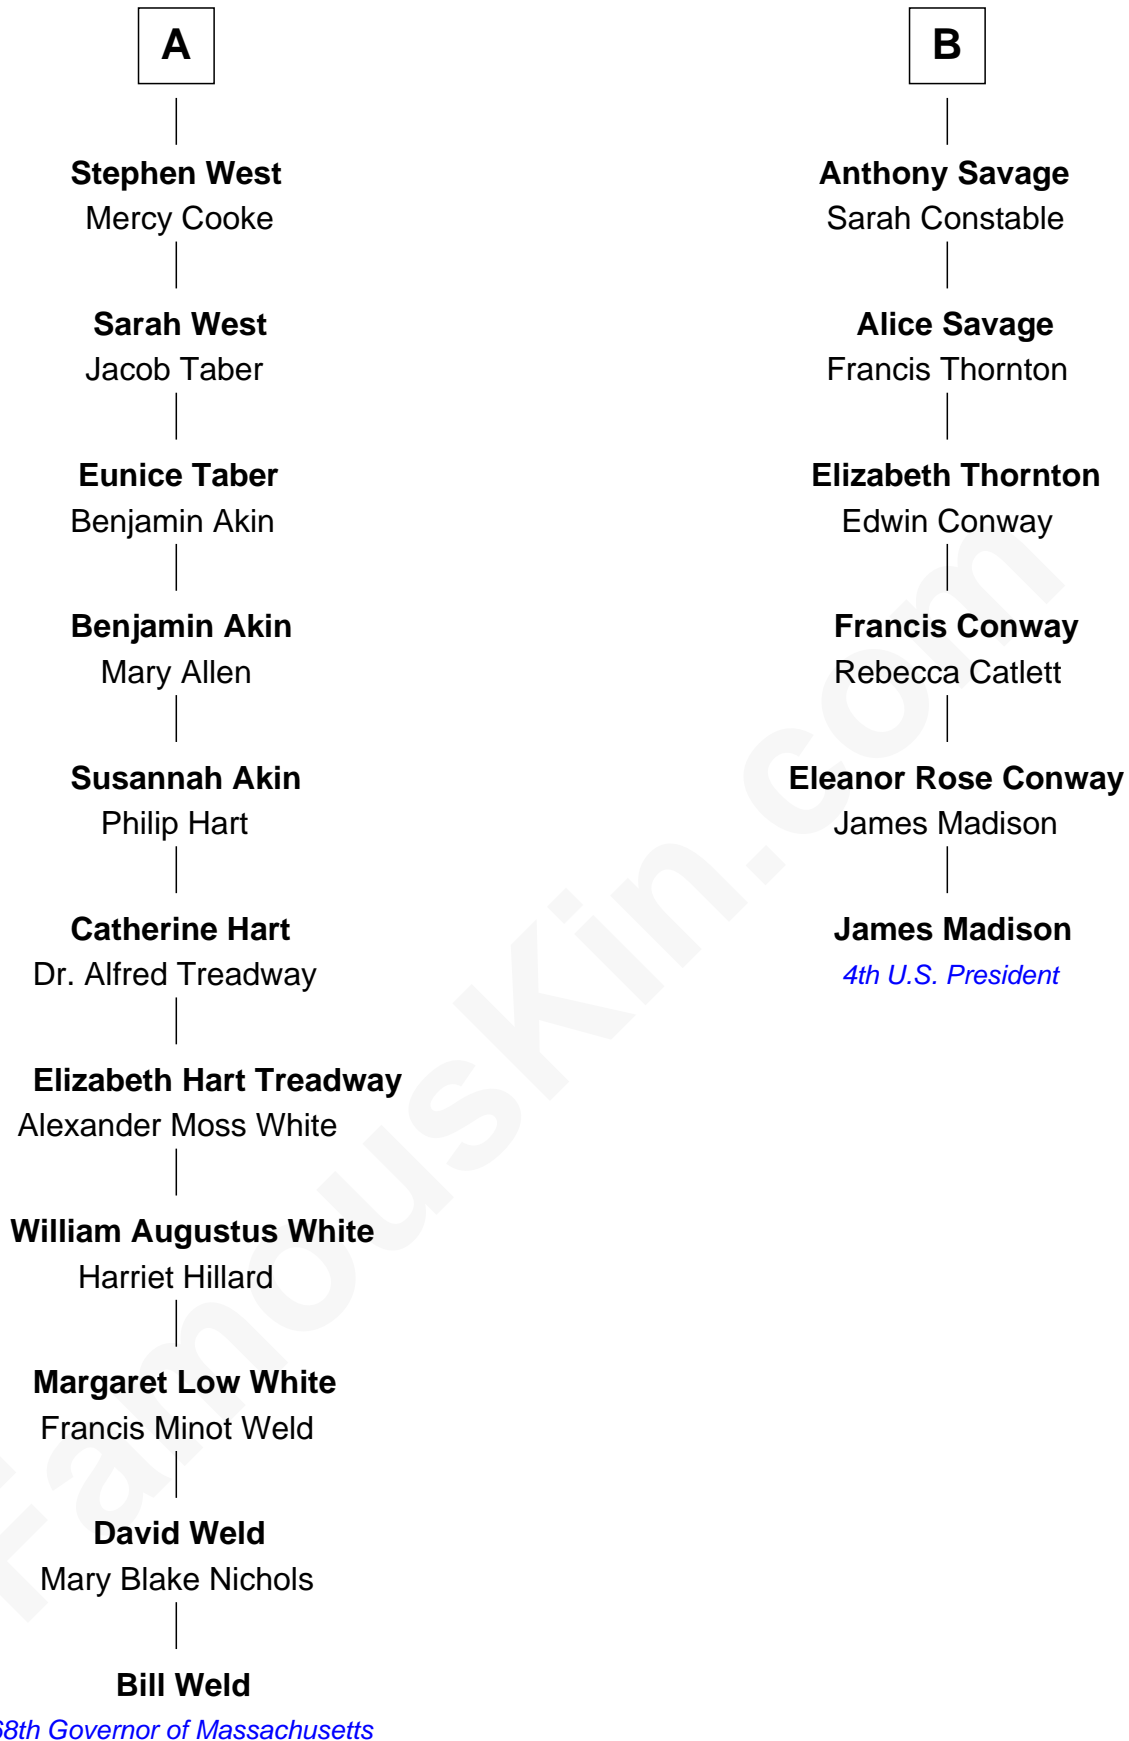 A
Stephen West
Mercy Cooke
Sarah West
Jacob Taber
Eunice Taber
Benjamin Akin
Benjamin Akin
Mary Allen
Susannah Akin
Philip Hart
Catherine Hart
Dr. Alfred Treadway
Elizabeth Hart Treadway
Alexander Moss White
William Augustus White
Harriet Hillard
Margaret Low White
Francis Minot Weld
David Weld
Mary Blake Nichols
Bill Weld
68th Governor of Massachusetts
B
Anthony Savage
Sarah Constable
Alice Savage
Francis Thornton
Elizabeth Thornton
Edwin Conway
Francis Conway
Rebecca Catlett
Eleanor Rose Conway
James Madison
James Madison
4th U.S. President
FamousKin.com